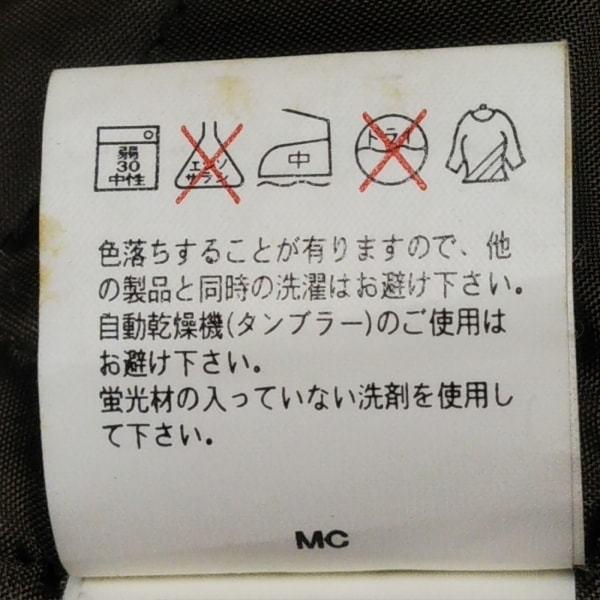 弱
30
中性
エンソ
サラシ
中
ドライ
色落ちすることが有りますので、他
の製品と同時の洗濯はお避け下さい。
自動乾燥機(タンブラー)のご使用は
お避け下さい。
蛍光材の入っていない洗剤を使用し
て下さい。
MC